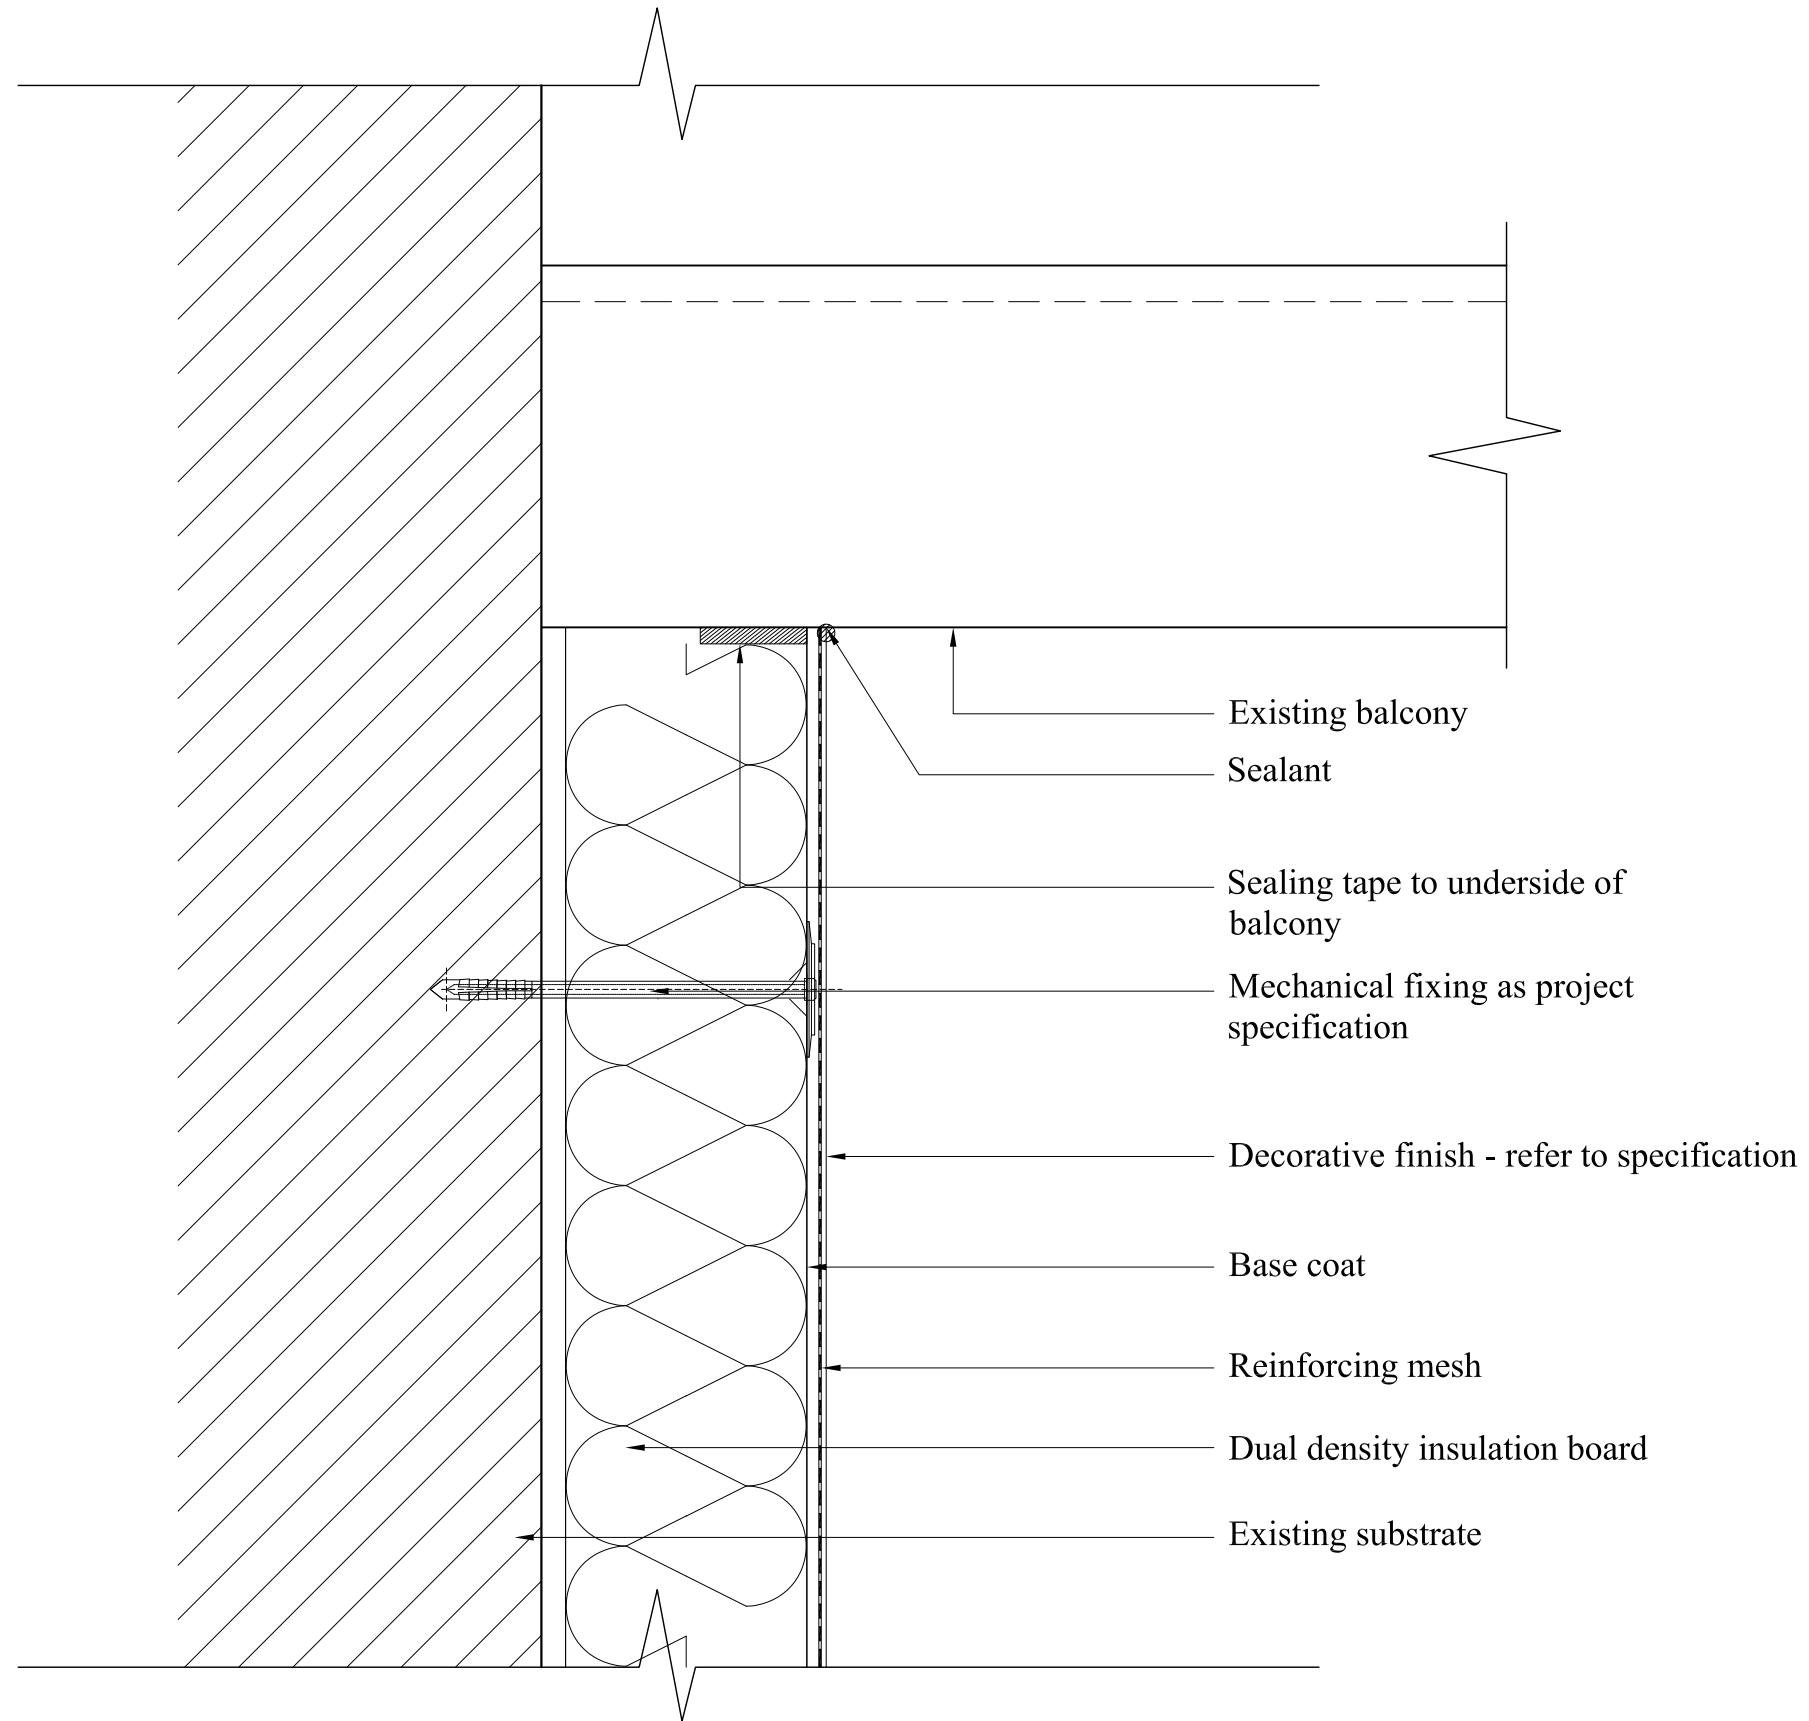 Existing balcony
Sealant
Sealing tape to underside of
balcony
Mechanical fixing as project
specification
Decorative finish - refer to specification
Base coat
Reinforcing mesh
Dual density insulation board
Existing substrate